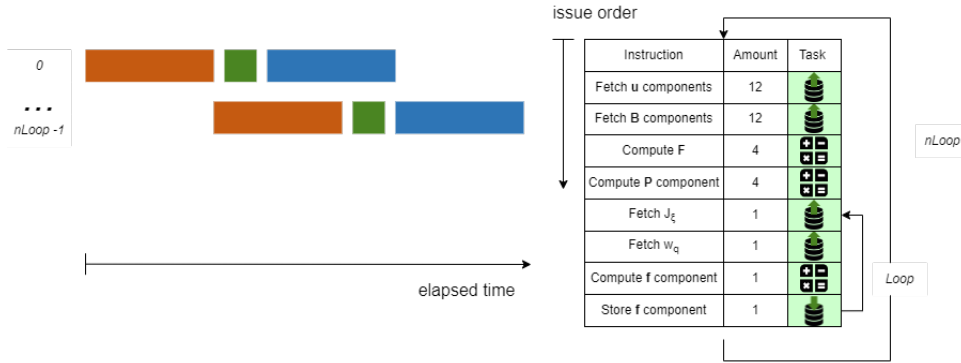 issue order
0
...
nLoop -1
elapsed time
Instruction Amount Task
Fetch u components 12
Fetch B components 12
Compute F 4
Compute P component 4
Fetch Jξ 1
Fetch wq 1
Compute f component 1
Store f component 1
nLoop
Loop